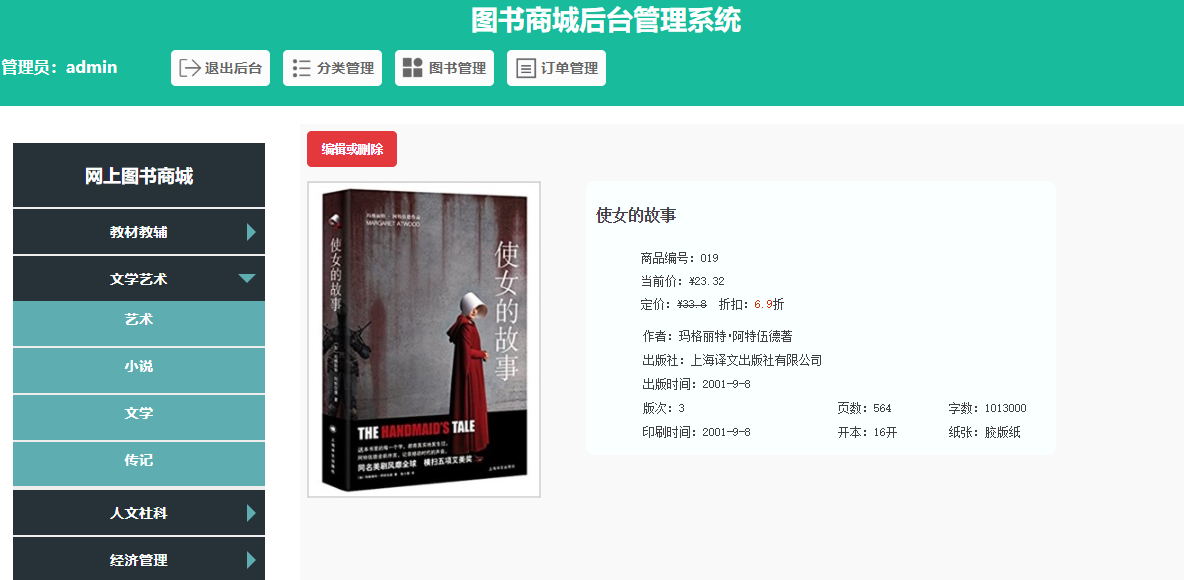 图书商城后台管理系统
管理员：admin
退出后台
分类管理
图书管理
订单管理
网上图书商城
教材教辅
文学艺术
艺术
小说
文学
传记
人文社科
经济管理
编辑或删除
MARGARET ATWOOD
使女的故事
使女的故事
THE HANDMAID'S TALE
同名美剧风靡全球 横扫五项艾美奖
使女的故事
商品编号：019
当前价：¥23.32
定价：¥33.8 折扣：6.9折
作者：玛格丽特·阿特伍德著
出版社：上海译文出版社有限公司
出版时间：2001-9-8
版次：3 页数：564 字数：1013000
印刷时间：2001-9-8 开本：16开 纸张：胶版纸